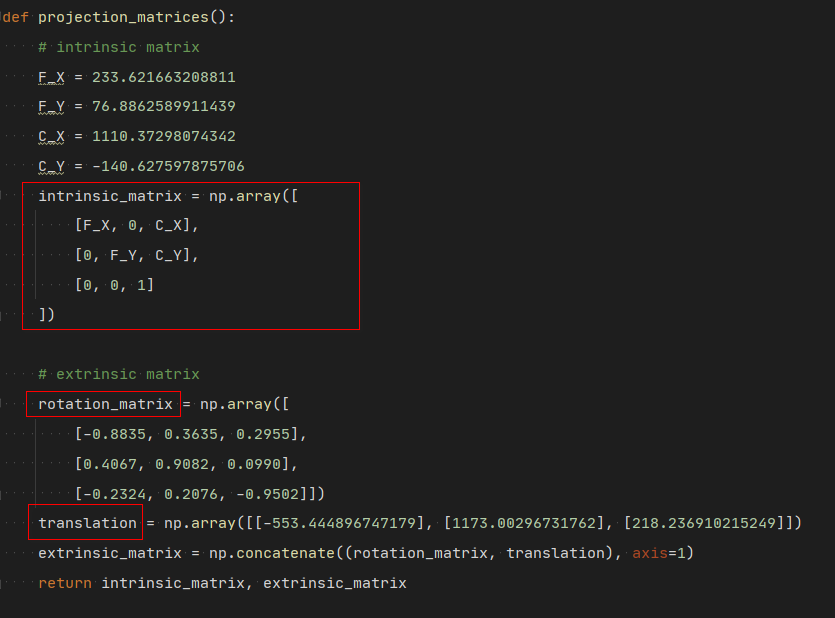 def projection_matrices():
    # intrinsic matrix
    F_X = 233.621663208811
    F_Y = 76.8862589911439
    C_X = 1110.37298074342
    C_Y = -140.627597875706
    intrinsic_matrix = np.array([
        [F_X, 0, C_X],
        [0, F_Y, C_Y],
        [0, 0, 1]
    ])
    # extrinsic matrix
    rotation_matrix = np.array([
        [-0.8835, 0.3635, 0.2955],
        [0.4067, 0.9082, 0.0990],
        [-0.2324, 0.2076, -0.9502]])
    translation = np.array([[-553.444896747179], [1173.00296731762], [218.236910215249]])
    extrinsic_matrix = np.concatenate((rotation_matrix, translation), axis=1)
    return intrinsic_matrix, extrinsic_matrix